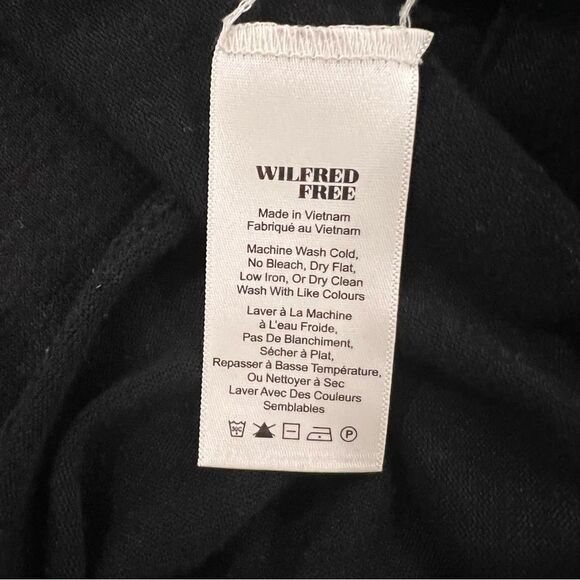 WILFRED
FREE
Made in Vietnam
Fabriqué au Vietnam
Machine Wash Cold,
No Bleach, Dry Flat,
Low Iron, Or Dry Clean
Wash With Like Colours
Laver à La Machine
à L'eau Froide,
Pas De Blanchiment,
Sécher à Plat,
Repasser à Basse Température,
Ou Nettoyer à Sec
Laver Avec Des Couleurs
Semblables
30C P